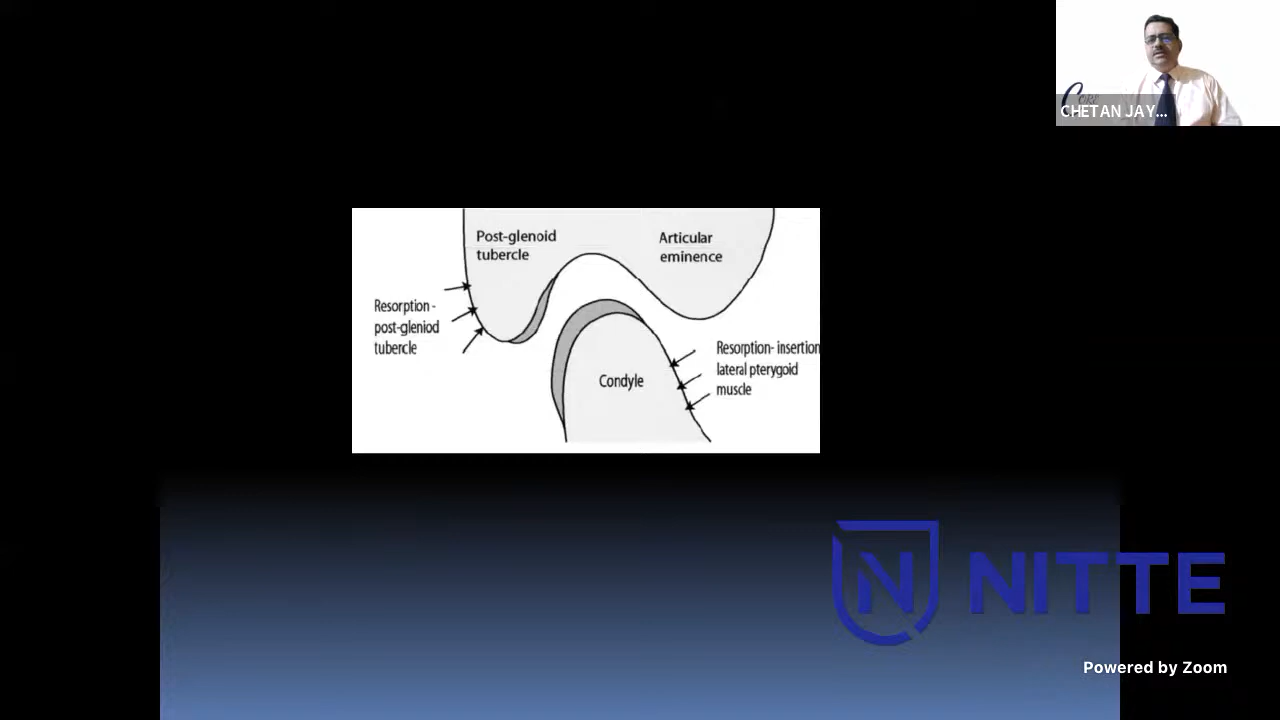 CHETAN JAY...
Post-glenoid
tubercle
Articular
eminence
Resorption -
post-gleniod
tubercle
Resorption- insertion
lateral pterygoid
muscle
Condyle
N NITTE
Powered by Zoom